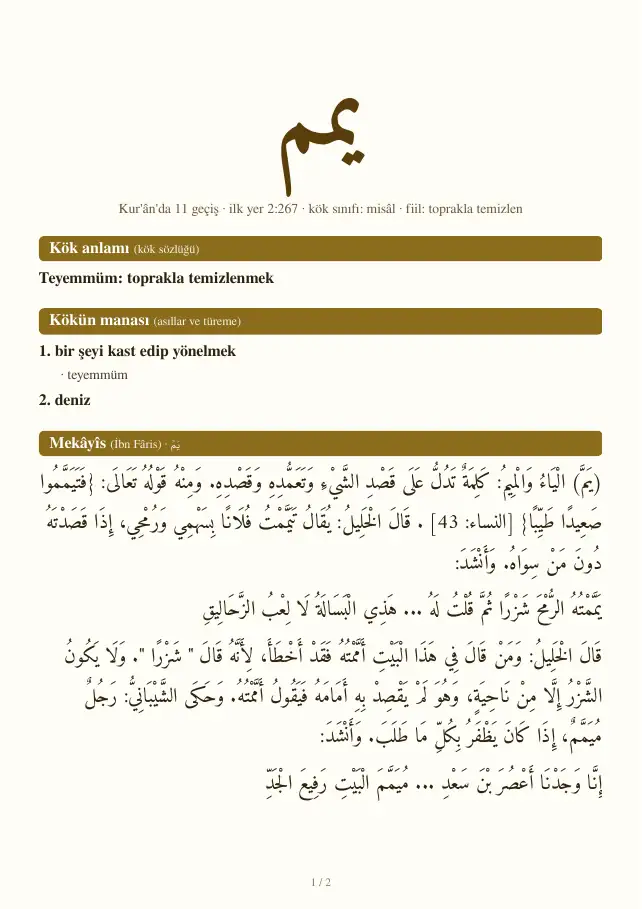 يمم
Kur'ân'da 11 geçiş · ilk yer 2:267 · kök sınıfı: misâl · fiil: toprakla temizlen
Kök anlamı (kök sözlüğü)
Teyemmüm: toprakla temizlenmek
Kökün manası (asıllar ve türeme)
1. bir şeyi kast edip yönelmek
· teyemmüm
2. deniz
Mekâyîs (İbn Fâris) · يَمْ
(يَمَّ) الْيَاءُ وَالْمِيمُ: كَلِمَةٌ تَدُلُّ عَلَى قَصْدِ الشَّيْءِ وَتَعَمُّدِهِ وَقَصْدِهِ. وَمِنْهُ قَوْلُهُ تَعَالَى: {فَتَيَمَّمُوا
صَعِيدًا طَيِّبًا} [النساء: 43] . قَالَ الْخَلِيلُ: يُقَالُ تَيَمَّمْتُ فُلَانًا بِسَهْمِي وَرُمْحِي، إِذَا قَصَدْتَهُ
دُونَ مَنْ سِوَاهُ. وَأَنْشَدَ:
يَمَّمْتُهُ الرُّمْحَ شَزْرًا ثُمَّ قُلْتُ لَهُ ... هَذِي الْبَسَالَةُ لَا لِعْبُ الزَّحَالِيقِ
قَالَ الْخَلِيلُ: وَمَنْ قَالَ فِي هَذَا الْبَيْتِ أَمَّمْتُهُ فَقَدْ أَخْطَأَ، لِأَنَّهُ قَالَ " شَزْرًا ". وَلَا يَكُونُ
الشَّزْرُ إِلَّا مِنْ نَاحِيَةٍ، وَهُوَ لَمْ يَقْصِدْ بِهِ أَمَامَهُ فَيَقُولُ أَمَّمْتُهُ. وَحَكَى الشَّيْبَانِيُّ: رَجُلٌ
مُيَمَّمٌ، إِذَا كَانَ يَظْفَرُ بِكُلِّ مَا طَلَبَ. وَأَنْشَدَ:
إِنَّا وَجَدْنَا أَعْصُرَ بْنَ سَعْدِ ... مُيَمَّمَ الْبَيْتِ رَفِيعَ الْجَدِّ
1 / 2